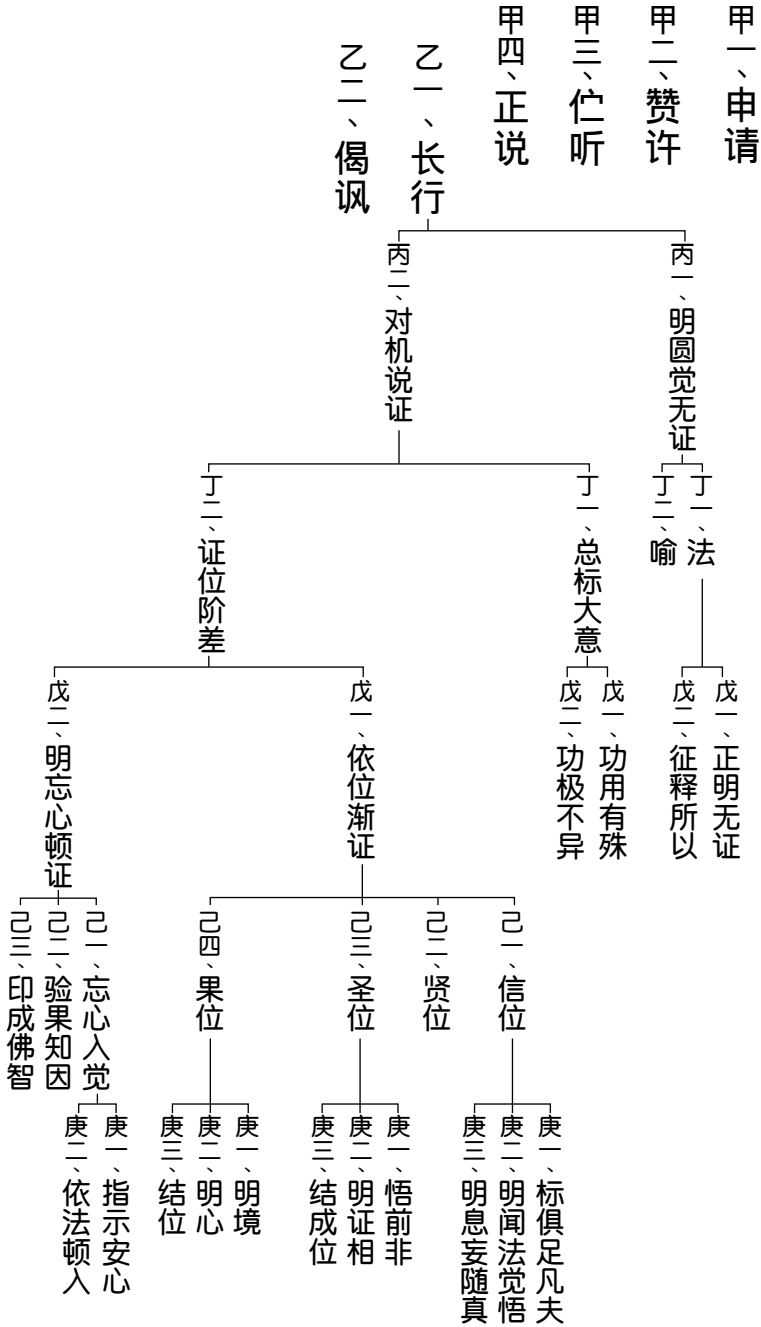 甲一、申请
甲二、赞许
甲三、伫听
甲四、正说
乙一、长行
乙二、偈讽
丙一、明圆觉无证
丙二、对机说证
丁一、法
丁二、喻
丁一、总标大意
丁二、证位阶差
戊一、正明无证
戊二、征释所以
戊一、功用有殊
戊二、功极不异
戊一、依位渐证
戊二、明忘心顿证
己一、信位
己二、贤位
己三、圣位
己四、果位
己一、忘心入觉
己二、验果知因
己三、印成佛智
庚一、标俱足凡夫
庚二、明闻法觉悟
庚三、明息妄随真
庚一、悟前非
庚二、明证相
庚三、结成位
庚一、明境
庚二、明心
庚三、结位
庚一、指示安心
庚二、依法顿入